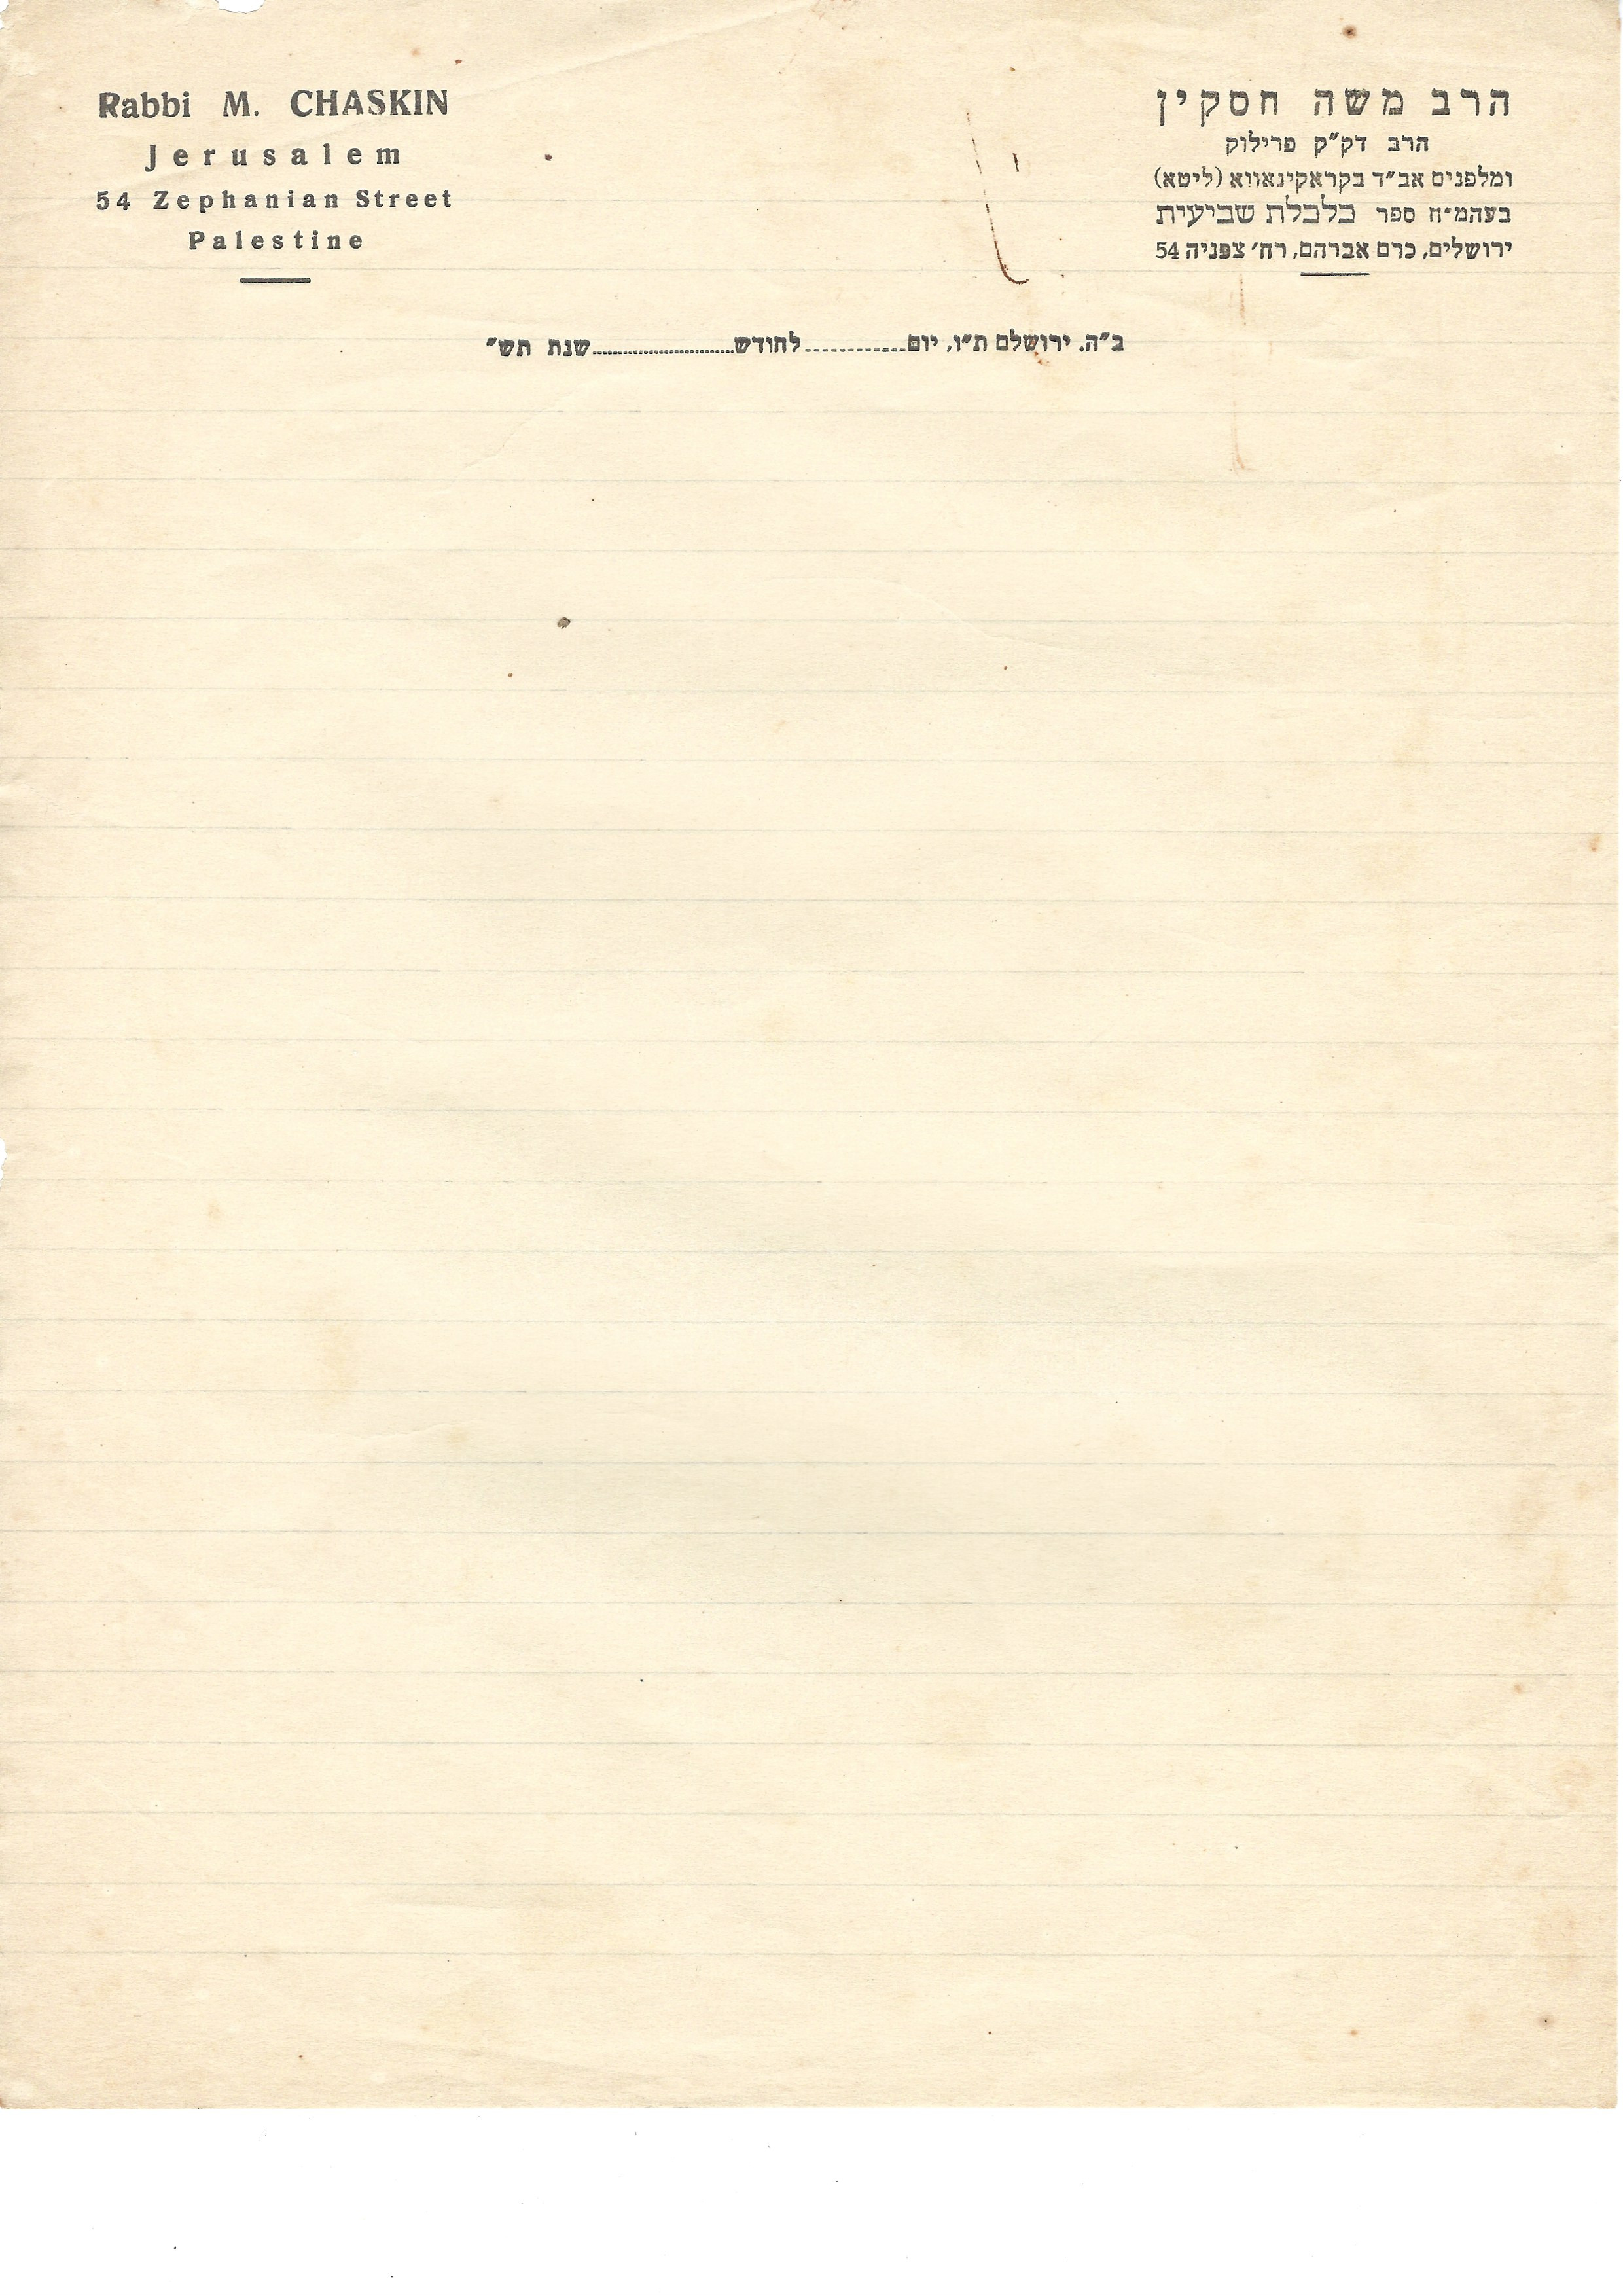 Rabbi M. CHASKIN
Jerusalem
54 Zephanian Street
Palestine
הרב משה חסקין
הרב דק״ק פרילוק
ומלפנים אב״ד בקראקינאווא (ליטא)
בעהמ״ח ספר כלכלת שביעית
ירושלים, כרם אברהם, רח׳ צפניה 54
ב״ה. ירושלם ת״ו, יום............לחודש..............................שנת תש״